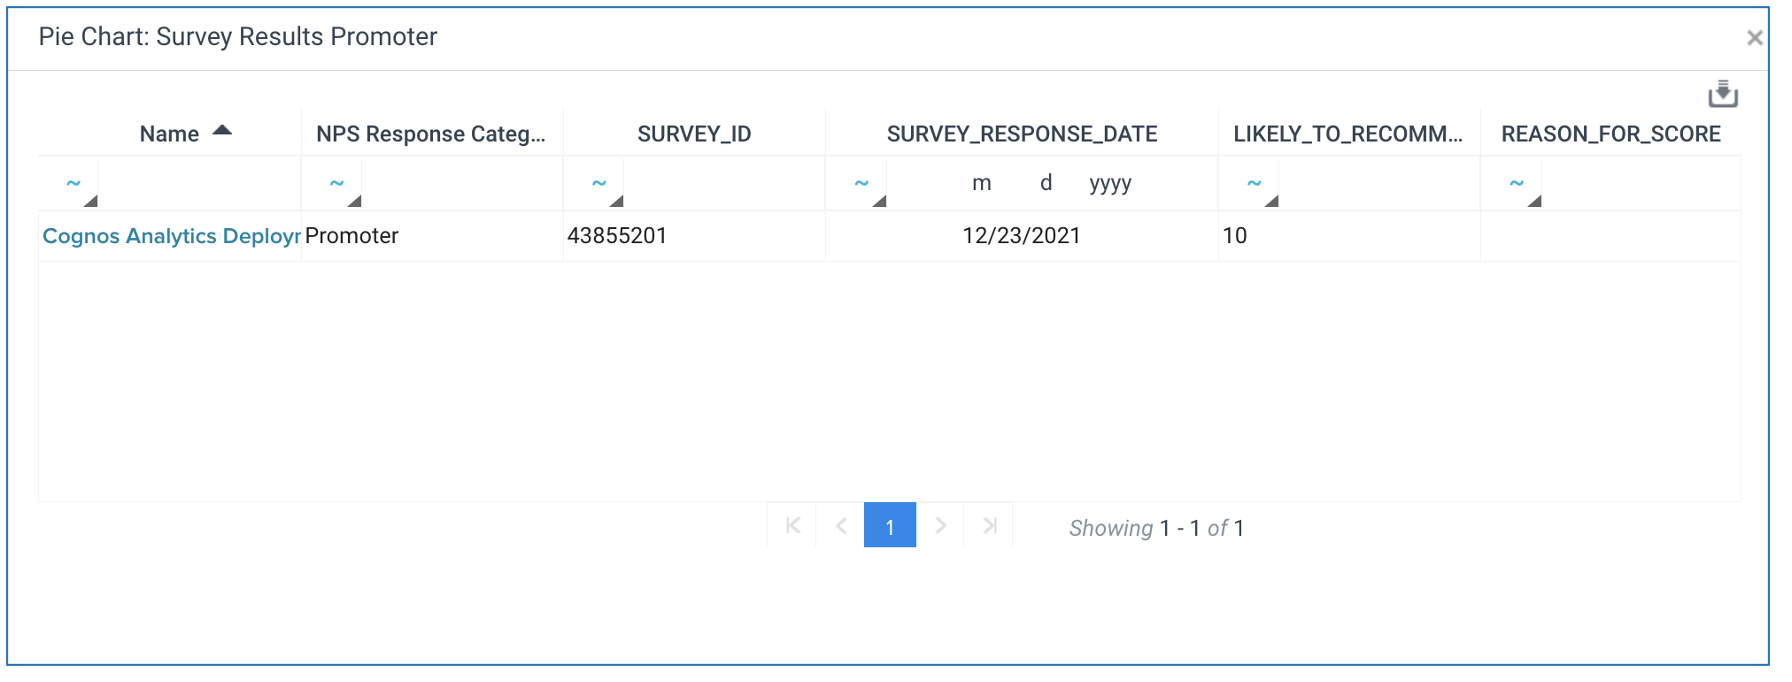 Pie Chart: Survey Results Promoter
Name NPS Response Categ... SURVEY_ID SURVEY_RESPONSE_DATE LIKELY_TO_RECOMM... REASON_FOR_SCORE
~ ~ ~ ~ m d yyyy ~ ~
Cognos Analytics Deployr Promoter 43855201 12/23/2021 10
1 Showing 1 - 1 of 1